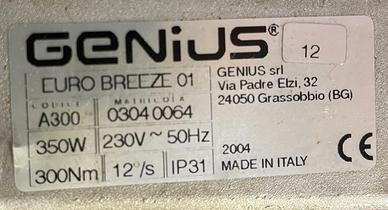 GENiUS®
12
EURO BREEZE 01
CODICE MATRICOLA
A300 0304 0064
350W 230V ~ 50Hz
300Nm 12°/s IP31
GENIUS srl
Via Padre Elzi, 32
24050 Grassobbio (BG)
2004
MADE IN ITALY CE